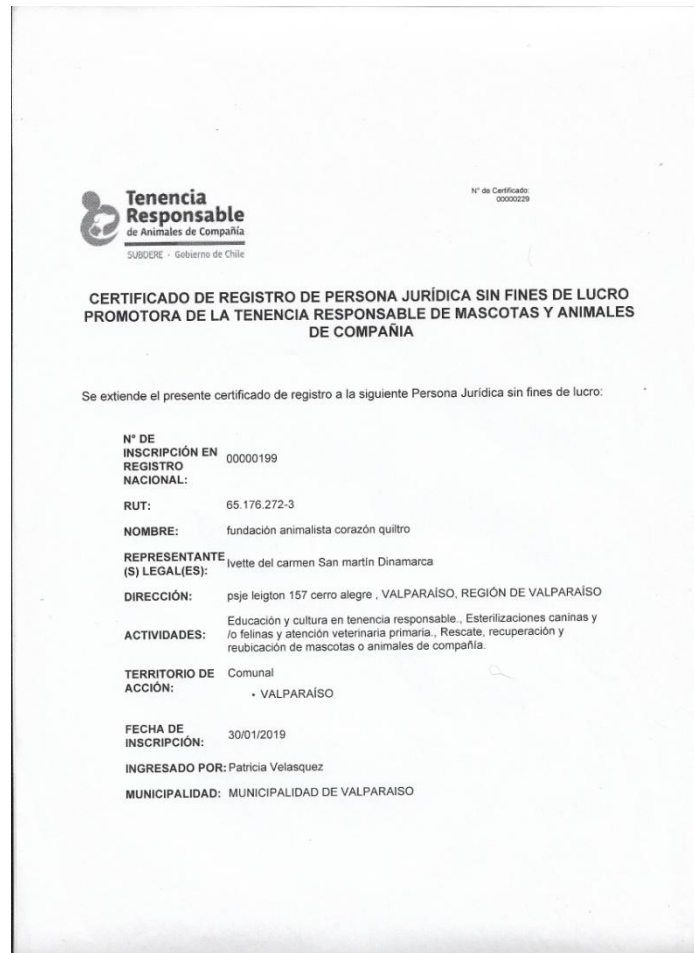 Tenencia
Responsable
de Animales de Compañía
SUBDERE - Gobierno de Chile
N° de Certificado:
00000229
CERTIFICADO DE REGISTRO DE PERSONA JURÍDICA SIN FINES DE LUCRO
PROMOTORA DE LA TENENCIA RESPONSABLE DE MASCOTAS Y ANIMALES
DE COMPAÑIA
Se extiende el presente certificado de registro a la siguiente Persona Jurídica sin fines de lucro:
N° DE
INSCRIPCIÓN EN
REGISTRO
NACIONAL:
00000199
RUT: 65.176.272-3
NOMBRE: fundación animalista corazón quiltro
REPRESENTANTE
(S) LEGAL(ES):
Ivette del carmen San martín Dinamarca
DIRECCIÓN: psje leigton 157 cerro alegre , VALPARAÍSO, REGIÓN DE VALPARAÍSO
ACTIVIDADES:
Educación y cultura en tenencia responsable., Esterilizaciones caninas y
/o felinas y atención veterinaria primaria., Rescate, recuperación y
reubicación de mascotas o animales de compañía.
TERRITORIO DE
ACCIÓN:
Comunal
• VALPARAÍSO
FECHA DE
INSCRIPCIÓN:
30/01/2019
INGRESADO POR: Patricia Velasquez
MUNICIPALIDAD: MUNICIPALIDAD DE VALPARAISO